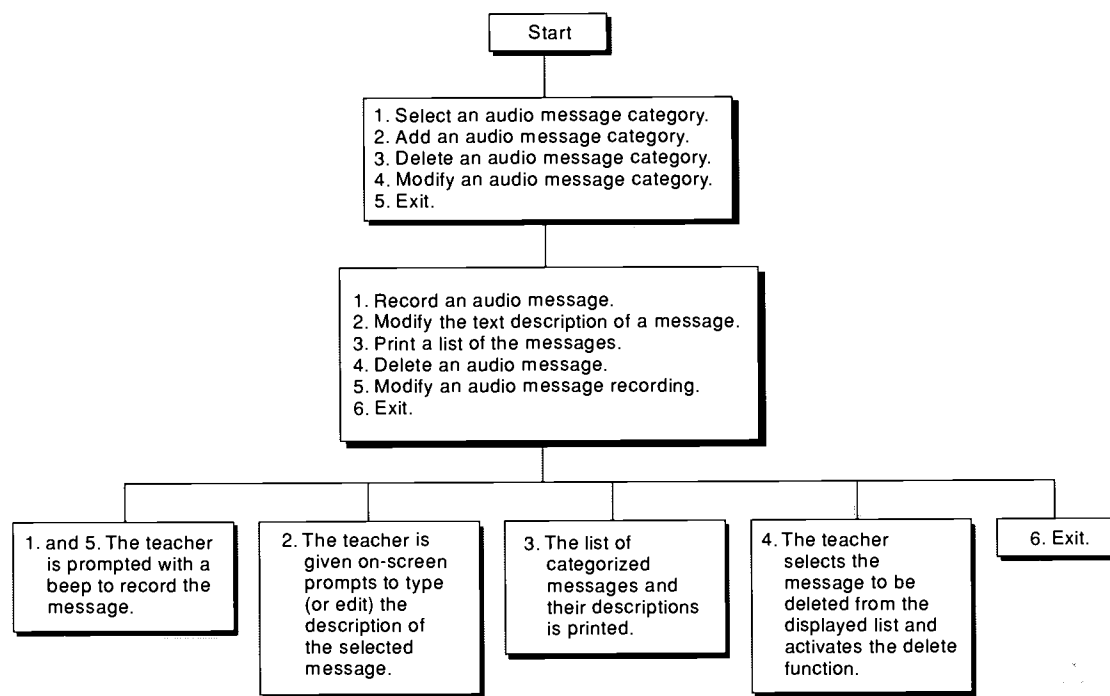 Start
1. Select an audio message category.
2. Add an audio message category.
3. Delete an audio message category.
4. Modify an audio message category.
5. Exit.
1. Record an audio message.
2. Modify the text description of a message.
3. Print a list of the messages.
4. Delete an audio message.
5. Modify an audio message recording.
6. Exit.
1. and 5. The teacher
is prompted with a
beep to record the
message.
2. The teacher is
given on-screen
prompts to type
(or edit) the
description of
the selected
message.
3. The list of
categorized
messages and
their descriptions
is printed.
4. The teacher
selects the
message to be
deleted from the
displayed list and
activates the delete
function.
6. Exit.